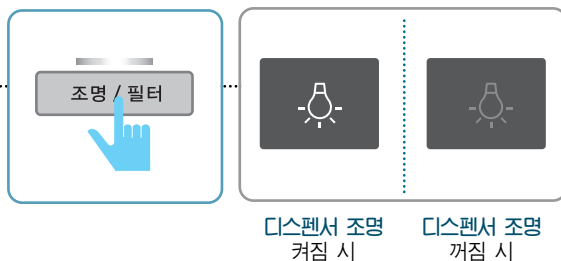 조명 / 필터
디스펜서 조명
켜짐 시
디스펜서 조명
꺼짐 시